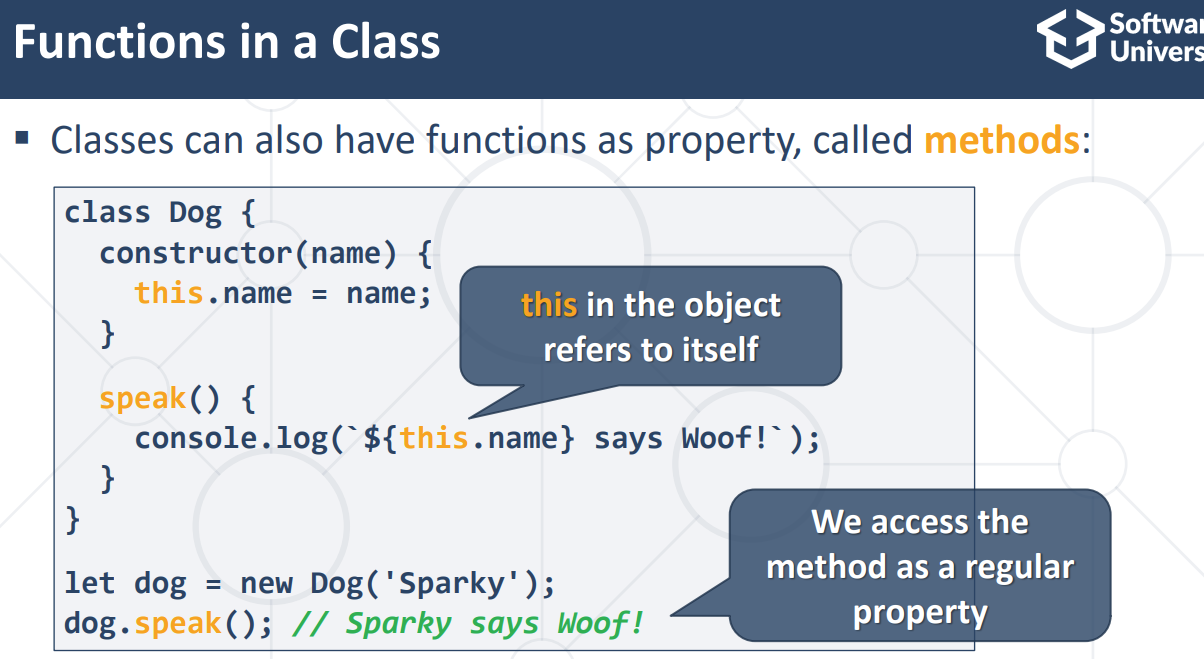 Functions in a Class
▪ Classes can also have functions as property, called methods:
class Dog {
  constructor(name) {
    this.name = name;
  }
this in the object
refers to itself
  speak() {
    console.log(`${this.name} says Woof!`);
  }
}
We access the
method as a regular
property
let dog = new Dog('Sparky');
dog.speak(); // Sparky says Woof!